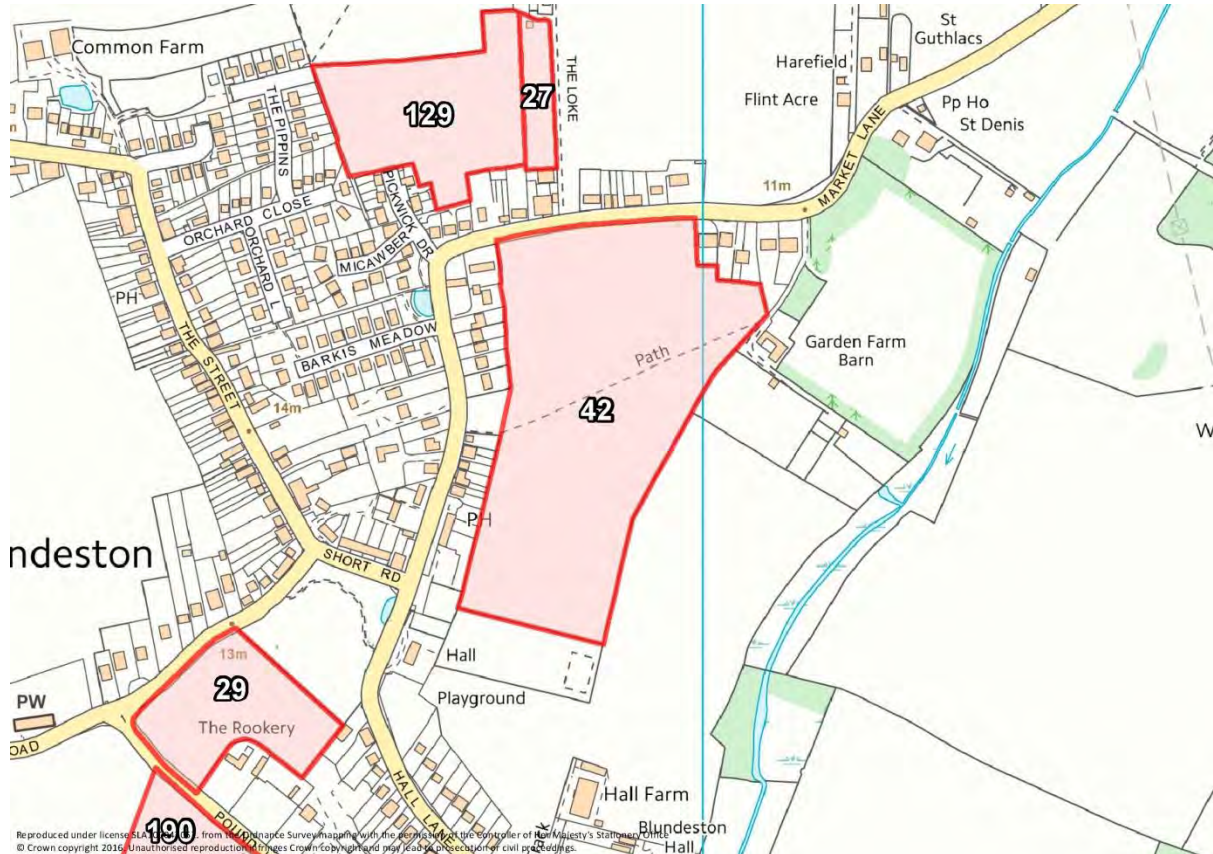 Common Farm
THE PIPPINS
129
27
THE LOKE
St
Guthlacs
Harefield
Flint Acre
Pp Ho
St Denis
MARKET LANE
11m
ORCHARD CLOSE
ORCHARD L
PICKWICK DR
MICAWBER
PH
BARKIS MEADOW
THE STREET
14m
Path
42
Garden Farm
Barn
W
PH
ndeston
SHORT RD
13m
29
The Rookery
PW
OAD
Hall
Playground
HALL LANE
Hall Farm
Blundeston
Hall
190
POUND
© Crown copyright 2016. Unauthorised reproduction infringes Crown copyright and may lead to prosecution or civil proceedings.